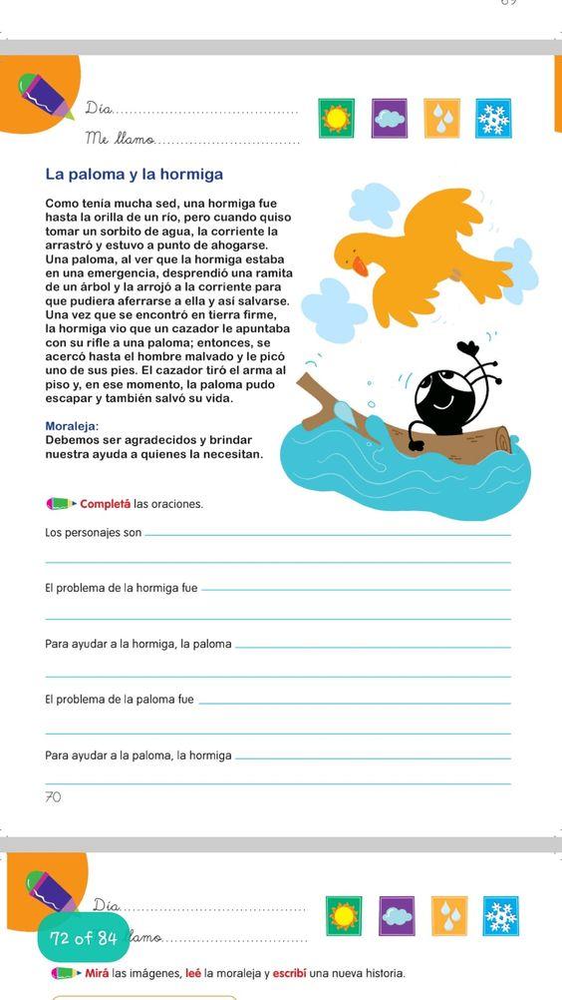 Día
Me llamo
La paloma y la hormiga
Como tenía mucha sed, una hormiga fue
hasta la orilla de un río, pero cuando quiso
tomar un sorbito de agua, la corriente la
arrastró y estuvo a punto de ahogarse.
Una paloma, al ver que la hormiga estaba
en una emergencia, desprendió una ramita
de un árbol y la arrojó a la corriente para
que pudiera aferrarse a ella y así salvarse.
Una vez que se encontró en tierra firme,
la hormiga vio que un cazador le apuntaba
con su rifle a una paloma; entonces, se
acercó hasta el hombre malvado y le picó
uno de sus pies. El cazador tiró el arma al
piso y, en ese momento, la paloma pudo
escapar y también salvó su vida.
Moraleja:
Debemos ser agradecidos y brindar
nuestra ayuda a quienes la necesitan.
Completá las oraciones.
Los personajes son
El problema de la hormiga fue
Para ayudar a la hormiga, la paloma
El problema de la paloma fue
Para ayudar a la paloma, la hormiga
70
Día
72 of 84 llamo
Mirá las imágenes, leé la moraleja y escribí una nueva historia.